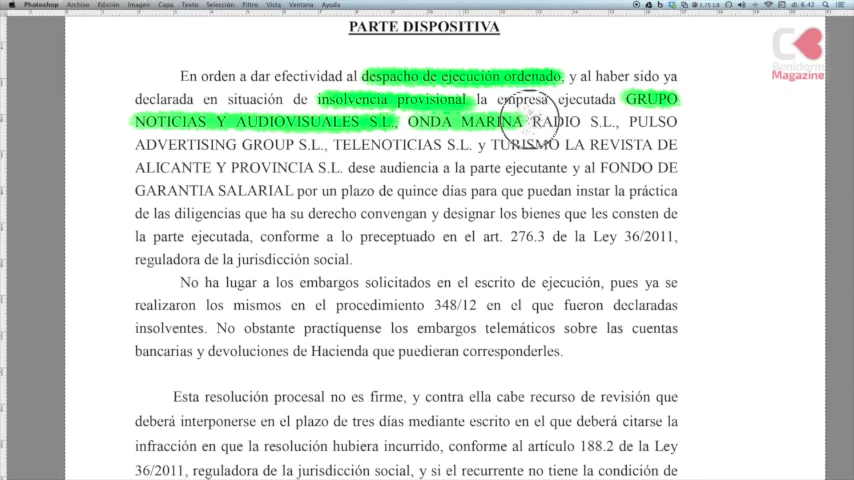 Photoshop Archivo Edición Imagen Capa Texto Selección Filtro Vista Ventana Ayuda 1.75 GB dl. 6.42
Benidorm
Magazine
PARTE DISPOSITIVA
En orden a dar efectividad al despacho de ejecución ordenado, y al haber sido ya
declarada en situación de insolvencia provisional la empresa ejecutada GRUPO
NOTICIAS Y AUDIOVISUALES S.L., ONDA MARINA RADIO S.L., PULSO
ADVERTISING GROUP S.L., TELENOTICIAS S.L. y TURISMO LA REVISTA DE
ALICANTE Y PROVINCIA S.L. dese audiencia a la parte ejecutante y al FONDO DE
GARANTIA SALARIAL por un plazo de quince días para que puedan instar la práctica
de las diligencias que ha su derecho convengan y designar los bienes que les consten de
la parte ejecutada, conforme a lo preceptuado en el art. 276.3 de la Ley 36/2011,
reguladora de la jurisdicción social.
No ha lugar a los embargos solicitados en el escrito de ejecución, pues ya se
realizaron los mismos en el procedimiento 348/12 en el que fueron declaradas
insolventes. No obstante practíquense los embargos telemáticos sobre las cuentas
bancarias y devoluciones de Hacienda que puedieran corresponderles.
Esta resolución procesal no es firme, y contra ella cabe recurso de revisión que
deberá interponerse en el plazo de tres días mediante escrito en el que deberá citarse la
infracción en que la resolución hubiera incurrido, conforme al artículo 188.2 de la Ley
36/2011, reguladora de la jurisdicción social, y si el recurrente no tiene la condición de